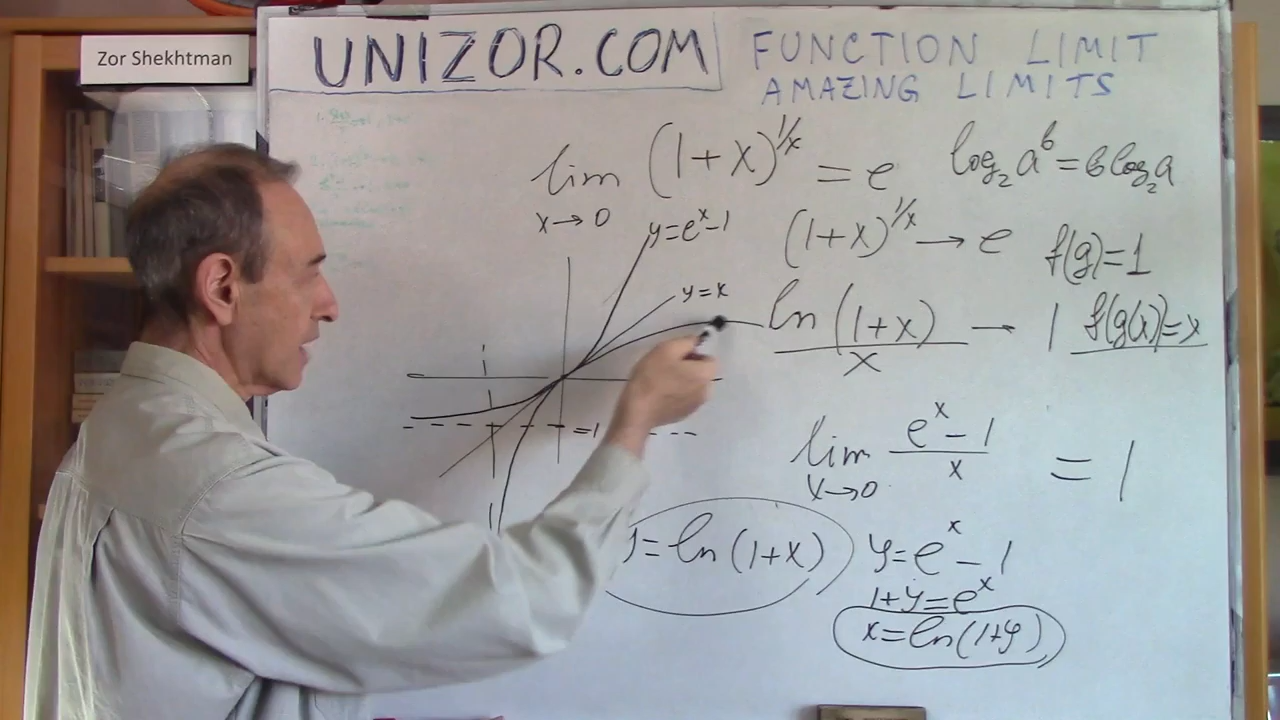 Zor Shekhtman
UNIZOR.COM
FUNCTION LIMIT
AMAZING LIMITS
lim (1+x)^1/x = e
x→0
log₂ a^b = b log₂ a
y=e^x-1
(1+x)^1/x → e
f(g)=1
y=x
ln(1+x)/x → 1
f(g(x))=x
=1
lim (e^x-1)/x = 1
x→0
=ln(1+x)
y=e^x-1
1+y=e^x
x=ln(1+y)